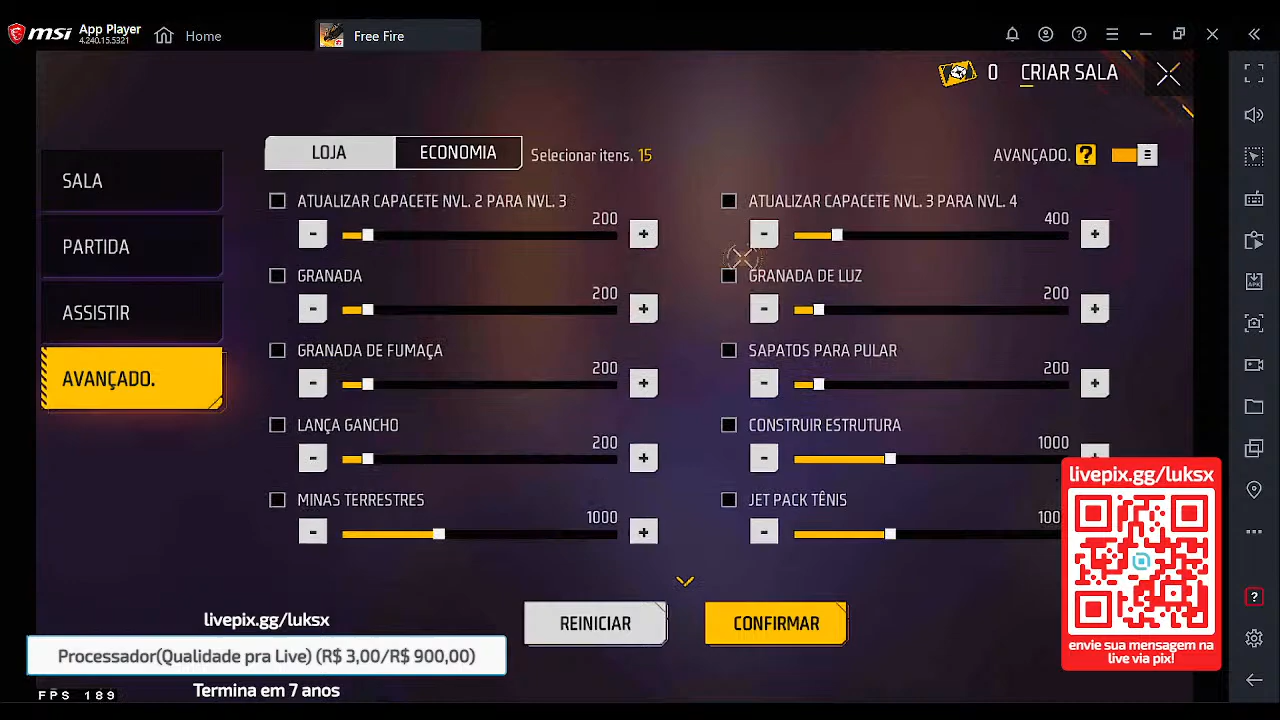 msi App Player
4.240.15.5321
Home
Free Fire
0 CRIAR SALA
SALA
PARTIDA
ASSISTIR
AVANÇADO.
LOJA
ECONOMIA
Selecionar itens. 15
AVANÇADO. ?
ATUALIZAR CAPACETE NVL. 2 PARA NVL. 3
200
- +
ATUALIZAR CAPACETE NVL. 3 PARA NVL. 4
400
- +
GRANADA
200
- +
GRANADA DE LUZ
200
- +
GRANADA DE FUMAÇA
200
- +
SAPATOS PARA PULAR
200
- +
LANÇA GANCHO
200
- +
CONSTRUIR ESTRUTURA
1000
- +
MINAS TERRESTRES
1000
- +
JET PACK TÊNIS
100
-
REINICIAR
CONFIRMAR
livepix.gg/luksx
Processador(Qualidade pra Live) (R$ 3,00/R$ 900,00)
Termina em 7 anos
FPS 189
livepix.gg/luksx
envie sua mensagem na
live via pix!
APK